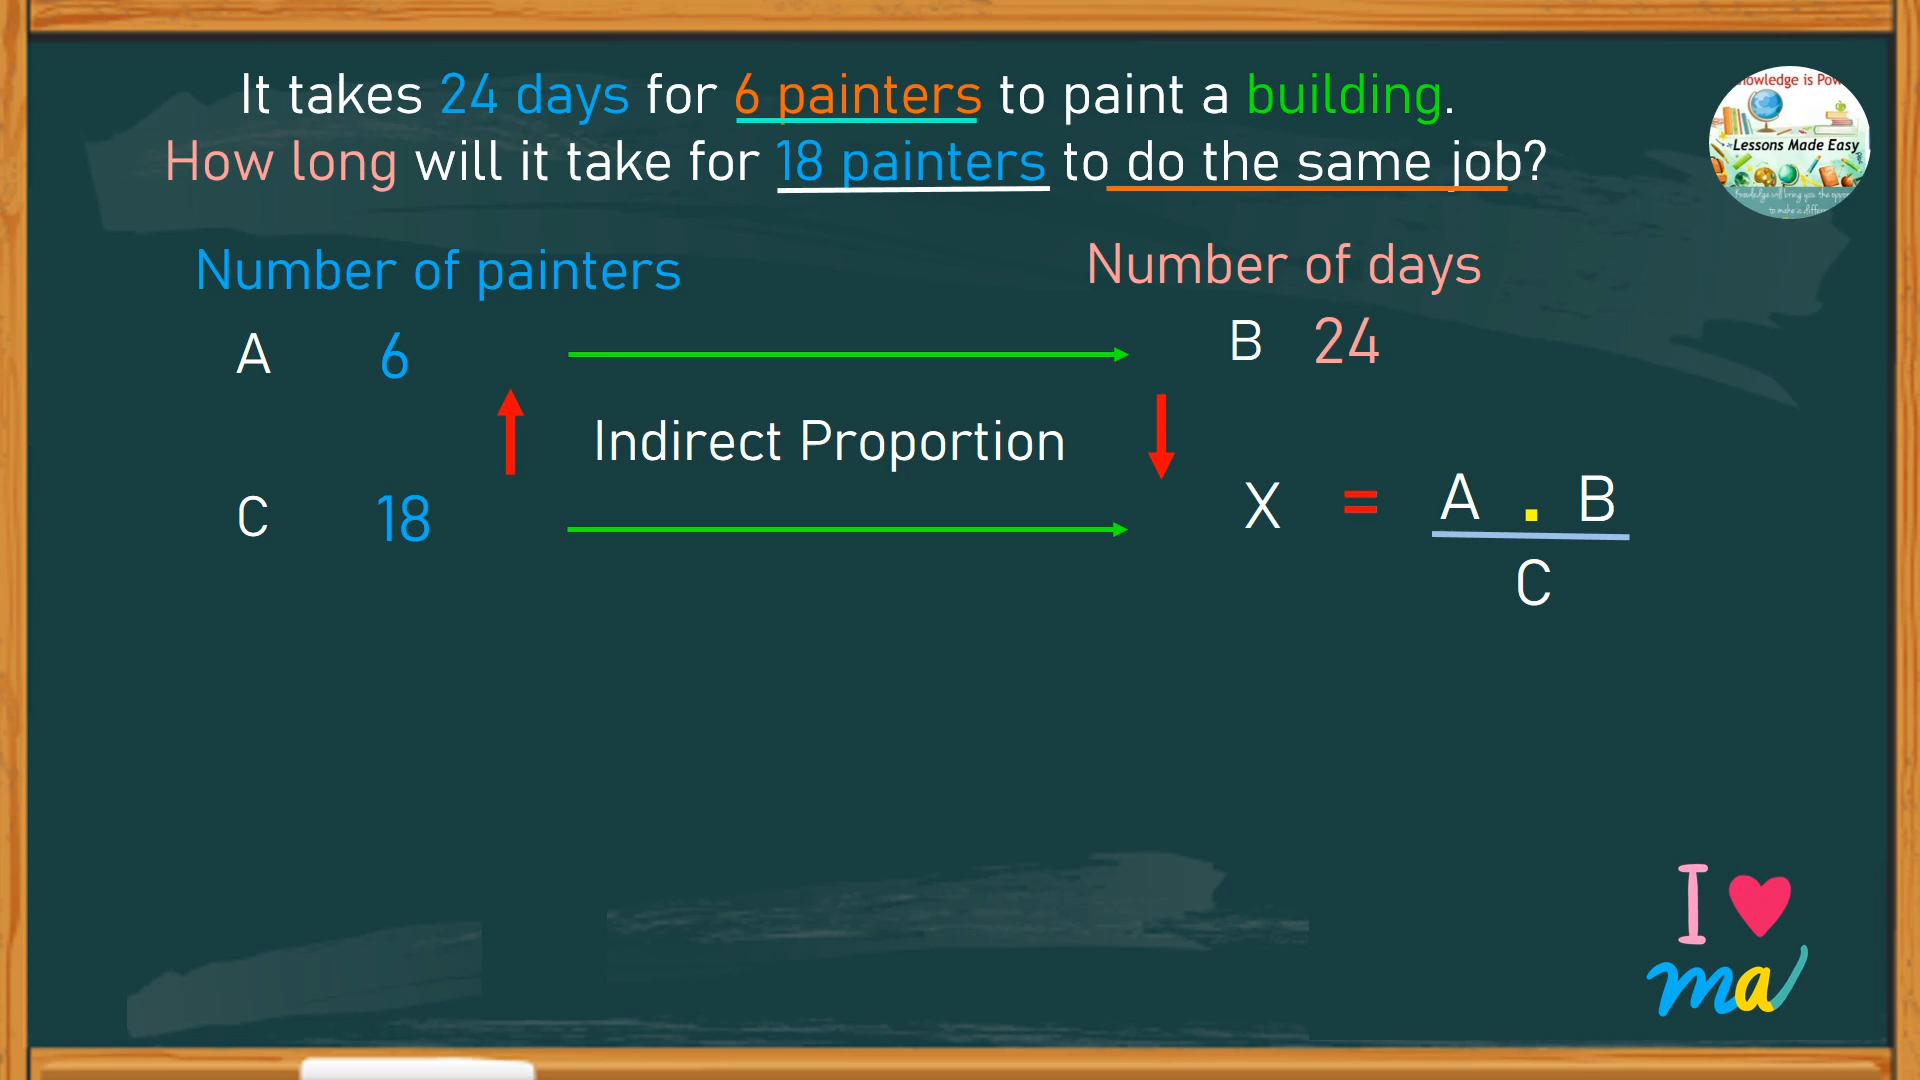 It takes 24 days for 6 painters to paint a building.
How long will it take for 18 painters to do the same job?
Lessons Made Easy
Number of painters
Number of days
A 6
B 24
Indirect Proportion
C 18
X = A . B
C
I
ma